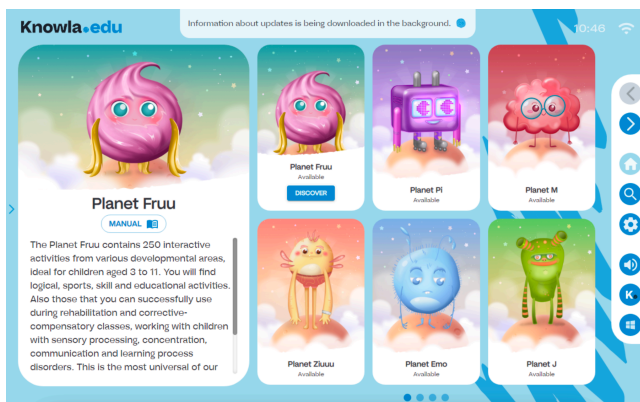 Knowla.edu
Information about updates is being downloaded in the background.
10:46
Planet Fruu
MANUAL
The Planet Fruu contains 250 interactive
activities from various developmental areas,
ideal for children aged 3 to 11. You will find
logical, sports, skill and educational activities.
Also those that you can successfully use
during rehabilitation and corrective-
compensatory classes, working with children
with sensory processing, concentration,
communication and learning process
disorders. This is the most universal of our
Planet Fruu
Available
DISCOVER
Planet Pi
Available
Planet M
Available
Planet Ziuuu
Available
Planet Emo
Available
Planet J
Available
K